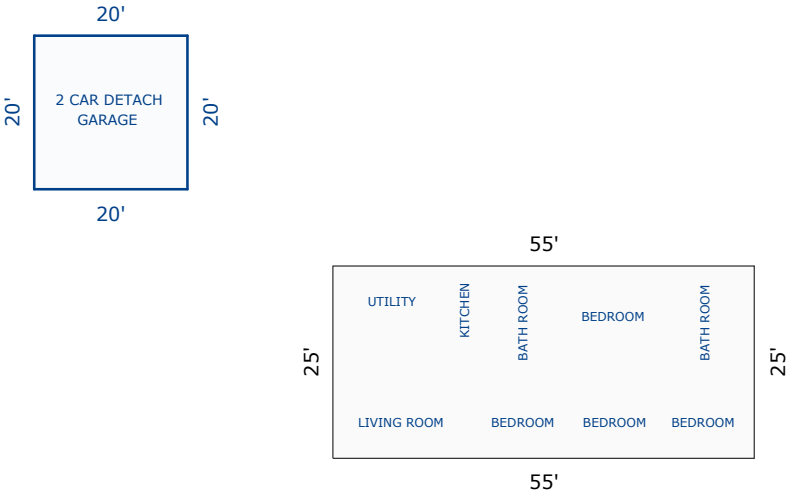 20'
20'
2 CAR DETACH
GARAGE
20'
20'
55'
25'
UTILITY
KITCHEN
BATH ROOM
BEDROOM
BATH ROOM
25'
LIVING ROOM
BEDROOM
BEDROOM
BEDROOM
55'